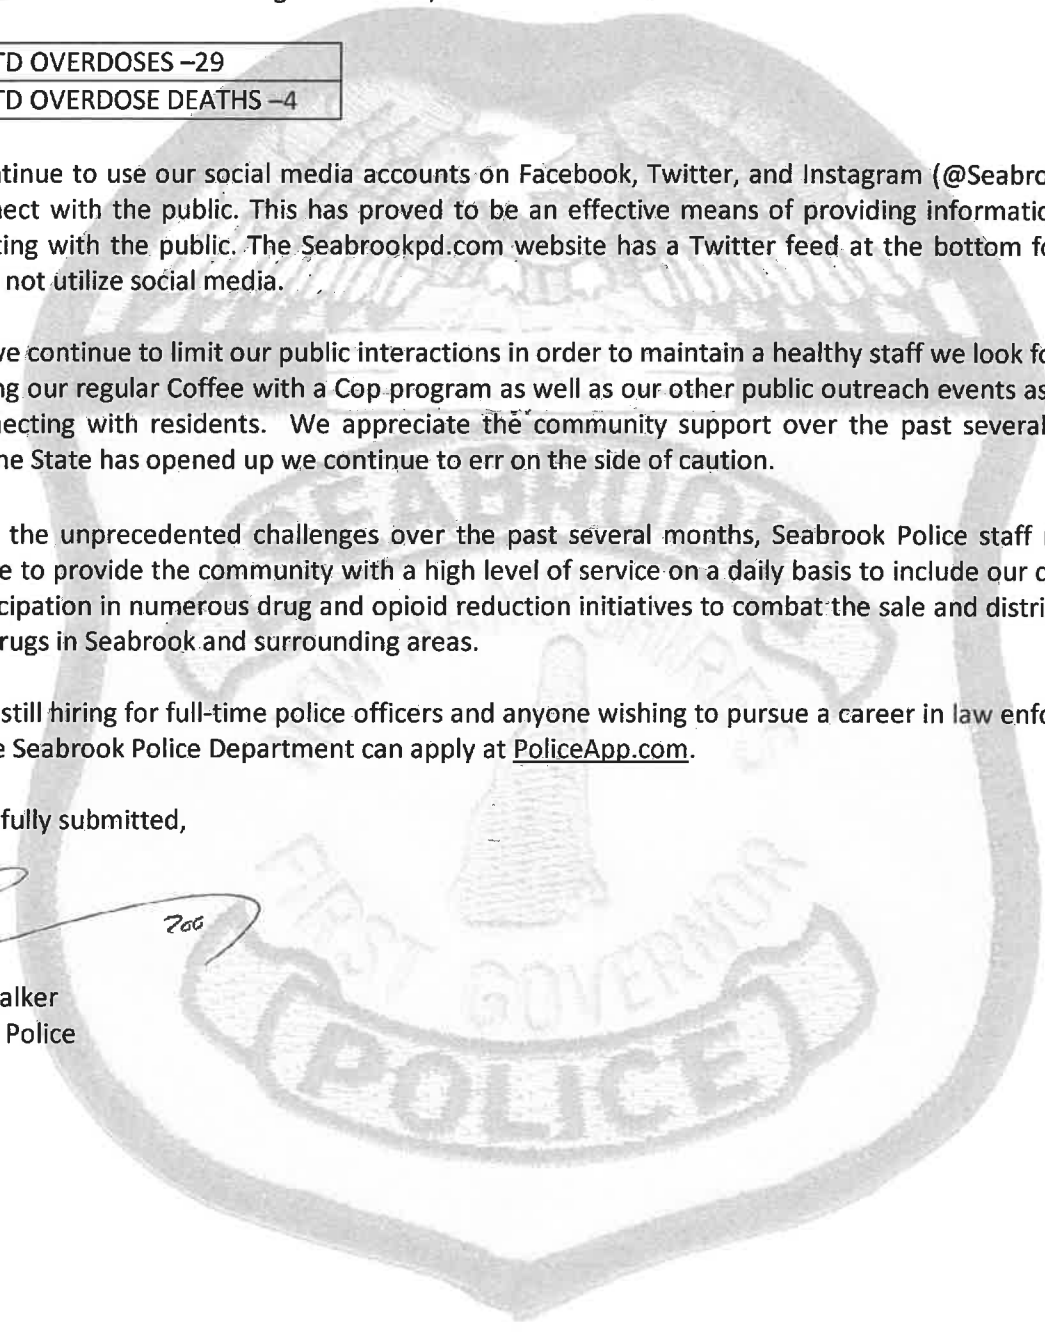 TD OVERDOSES –29
TD OVERDOSE DEATHS –4
tinue to use our social media accounts on Facebook, Twitter, and Instagram (@Seabro
nect with the public. This has proved to be an effective means of providing informatio
ting with the public. The Seabrookpd.com website has a Twitter feed at the bottom fo
not utilize social media.
ve continue to limit our public interactions in order to maintain a healthy staff we look fo
ng our regular Coffee with a Cop program as well as our other public outreach events as
necting with residents. We appreciate the community support over the past several
he State has opened up we continue to err on the side of caution.
the unprecedented challenges over the past several months, Seabrook Police staff
e to provide the community with a high level of service on a daily basis to include our c
cipation in numerous drug and opioid reduction initiatives to combat the sale and distri
rugs in Seabrook and surrounding areas.
still hiring for full-time police officers and anyone wishing to pursue a career in law enfo
e Seabrook Police Department can apply at PoliceApp.com.
fully submitted,
700
alker
Police
SEABROOK
NEW HAMPSHIRE'S
FIRST GOVERNOR
POLICE